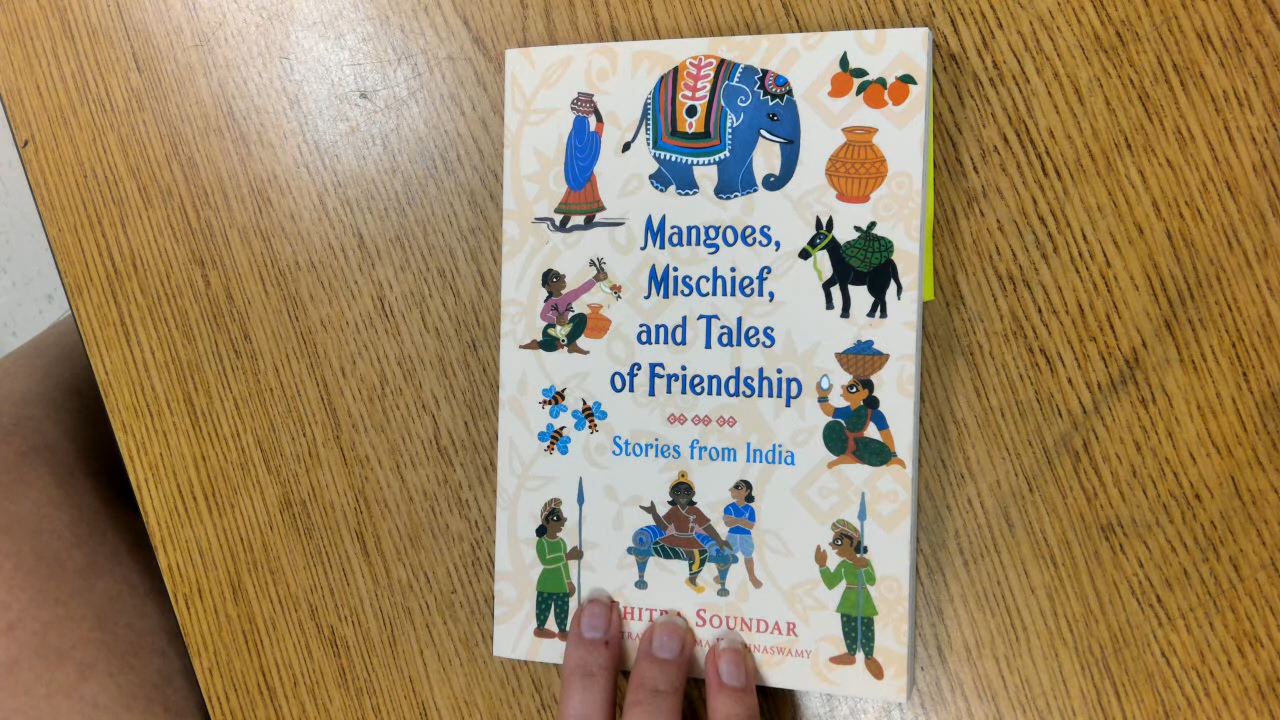 Mangoes,
Mischief,
and Tales
of Friendship
Stories from India
Soundar